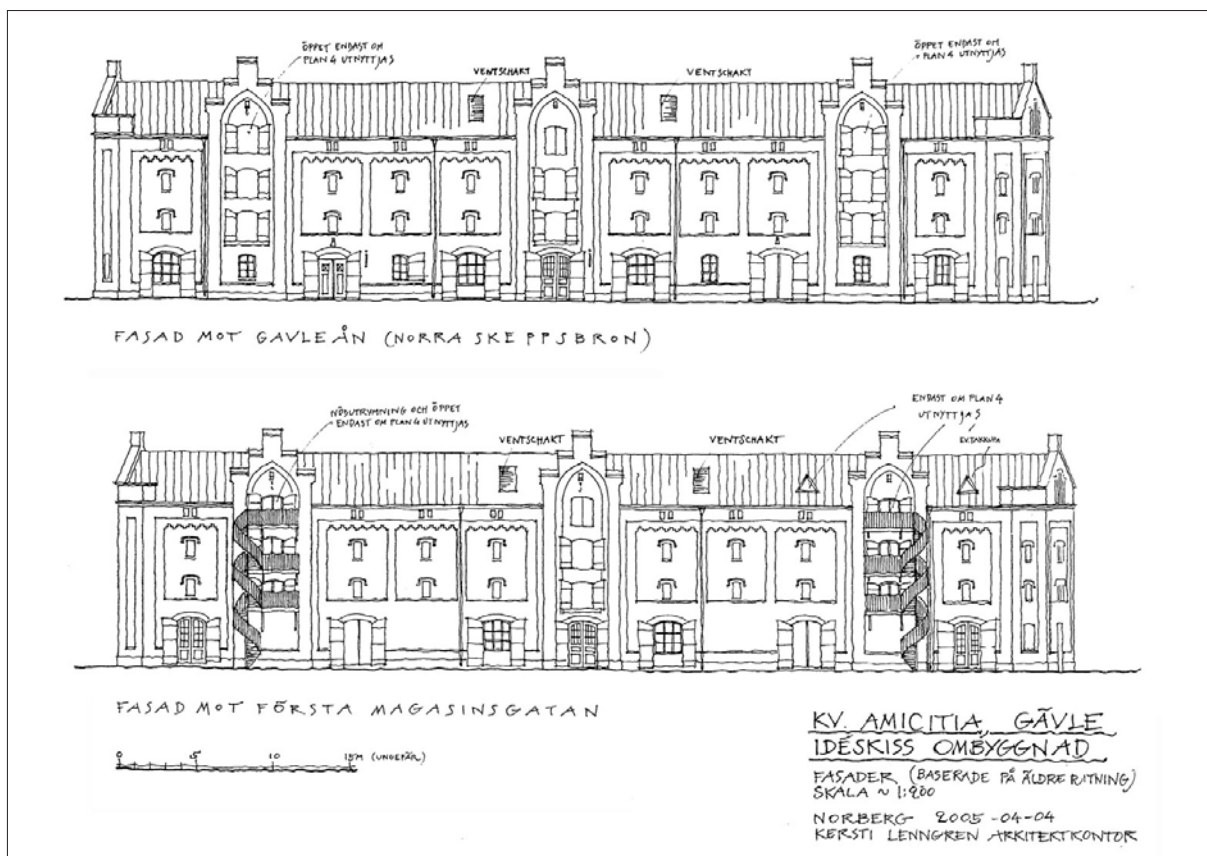 ÖPPET ENDAST OM
PLAN 4 UTNYTTJAS
VENTSCHAKT
VENTSCHAKT
ÖPPET ENDAST OM
PLAN 4 UTNYTTJAS
FASAD MOT GAVLEÅN (NORRA SKEPPSBRON)
NÖDUTRYMNING OCH ÖPPET
ENDAST OM PLAN 4 UTNYTTJAS
VENTSCHAKT
VENTSCHAKT
ENDAST OM PLAN 4
UTNYTTJAS
EV. TAKKUPA
FASAD MOT FÖRSTA MAGASINSGATAN
0 5 10 15M (UNGEFÄR)
KV. AMICITIA, GÄVLE
IDÉSKISS OMBYGGNAD
FASADER (BASERADE PÅ ÄLDRE RITNING)
SKALA ~ 1:200
NORBERG 2005-04-04
KERSTI LENNGREN ARKITEKTKONTOR